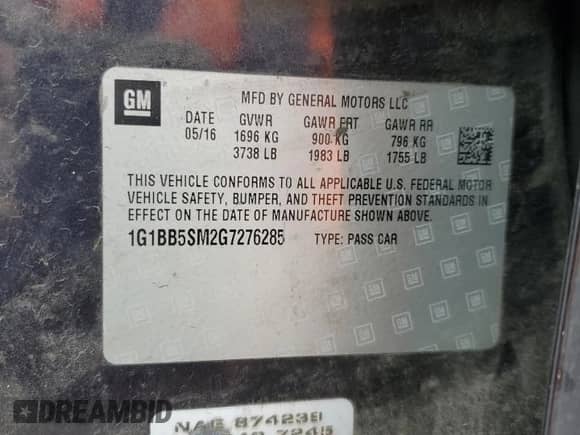 GM
MFD BY GENERAL MOTORS LLC
DATE GVWR GAWR FRT GAWR RR
05/16 1696 KG 900 KG 796 KG
3738 LB 1983 LB 1755 LB
THIS VEHICLE CONFORMS TO ALL APPLICABLE U.S. FEDERAL MOTOR
VEHICLE SAFETY, BUMPER, AND THEFT PREVENTION STANDARDS IN
EFFECT ON THE DATE OF MANUFACTURE SHOWN ABOVE.
1G1BB5SM2G7276285 TYPE: PASS CAR
NAG 874239
7245
DREAMBID